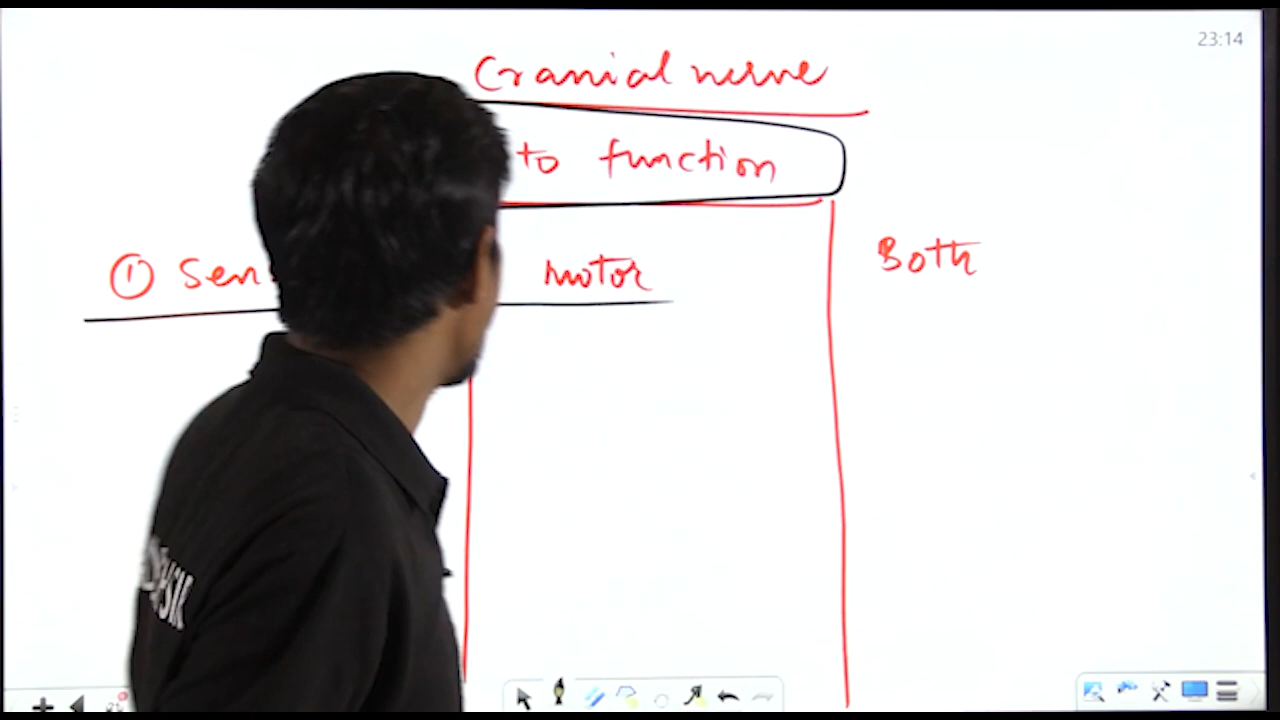 23:14
Cranial nerve
to function
① Sen motor Both